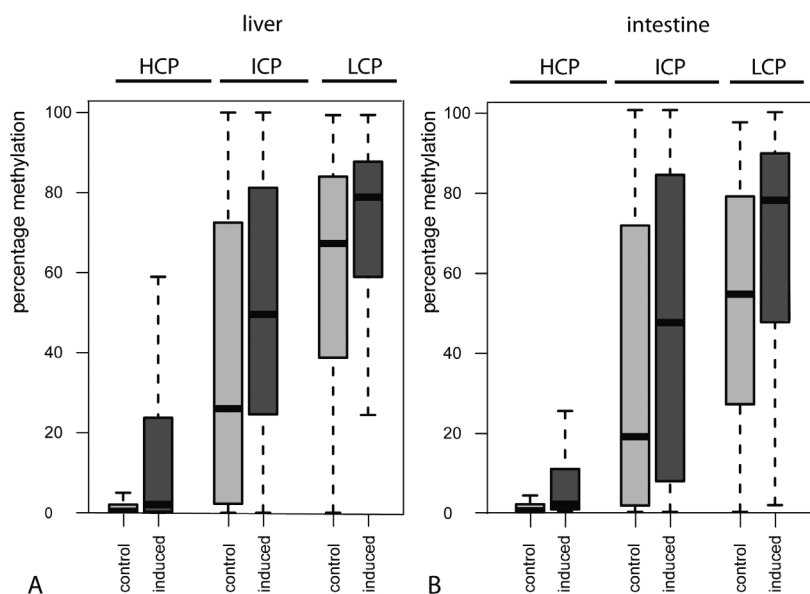 liver
HCP ICP LCP
percentage methylation
100
80
60
40
20
0
control induced control induced control induced
A
intestine
HCP ICP LCP
percentage methylation
100
80
60
40
20
0
control induced control induced control induced
B